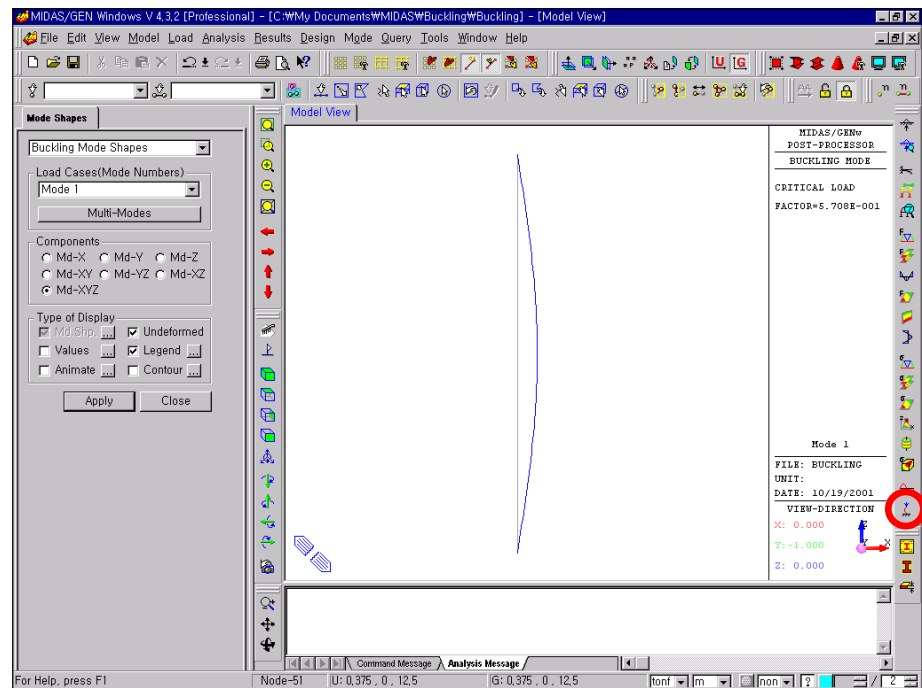 MIDAS/GEN Windows V 4,3,2 [Professional] - [C:₩My Documents₩MIDAS₩Buckling₩Buckling] - [Model View]
File Edit View Model Load Analysis Results Design Mode Query Tools Window Help
Mode Shapes
Model View
Buckling Mode Shapes
Load Cases(Mode Numbers)
Mode 1
Multi-Modes
Components
Md-X Md-Y Md-Z
Md-XY Md-YZ Md-XZ
Md-XYZ
Type of Display
Md Shp, ... Undeformed
Values ... Legend ...
Animate ... Contour ...
Apply Close
MIDAS/GENw
POST-PROCESSOR
BUCKLING MODE
CRITICAL LOAD
FACTOR=5.708E-001
Mode 1
FILE: BUCKLING
UNIT:
DATE: 10/19/2001
VIEW-DIRECTION
X: 0.000
Y:-1.000
Z: 0.000
Z
X
Command Message Analysis Message
For Help, press F1 Node-51 U: 0,375 , 0 , 12,5 G: 0,375 , 0 , 12,5 tonf m non ? / 2